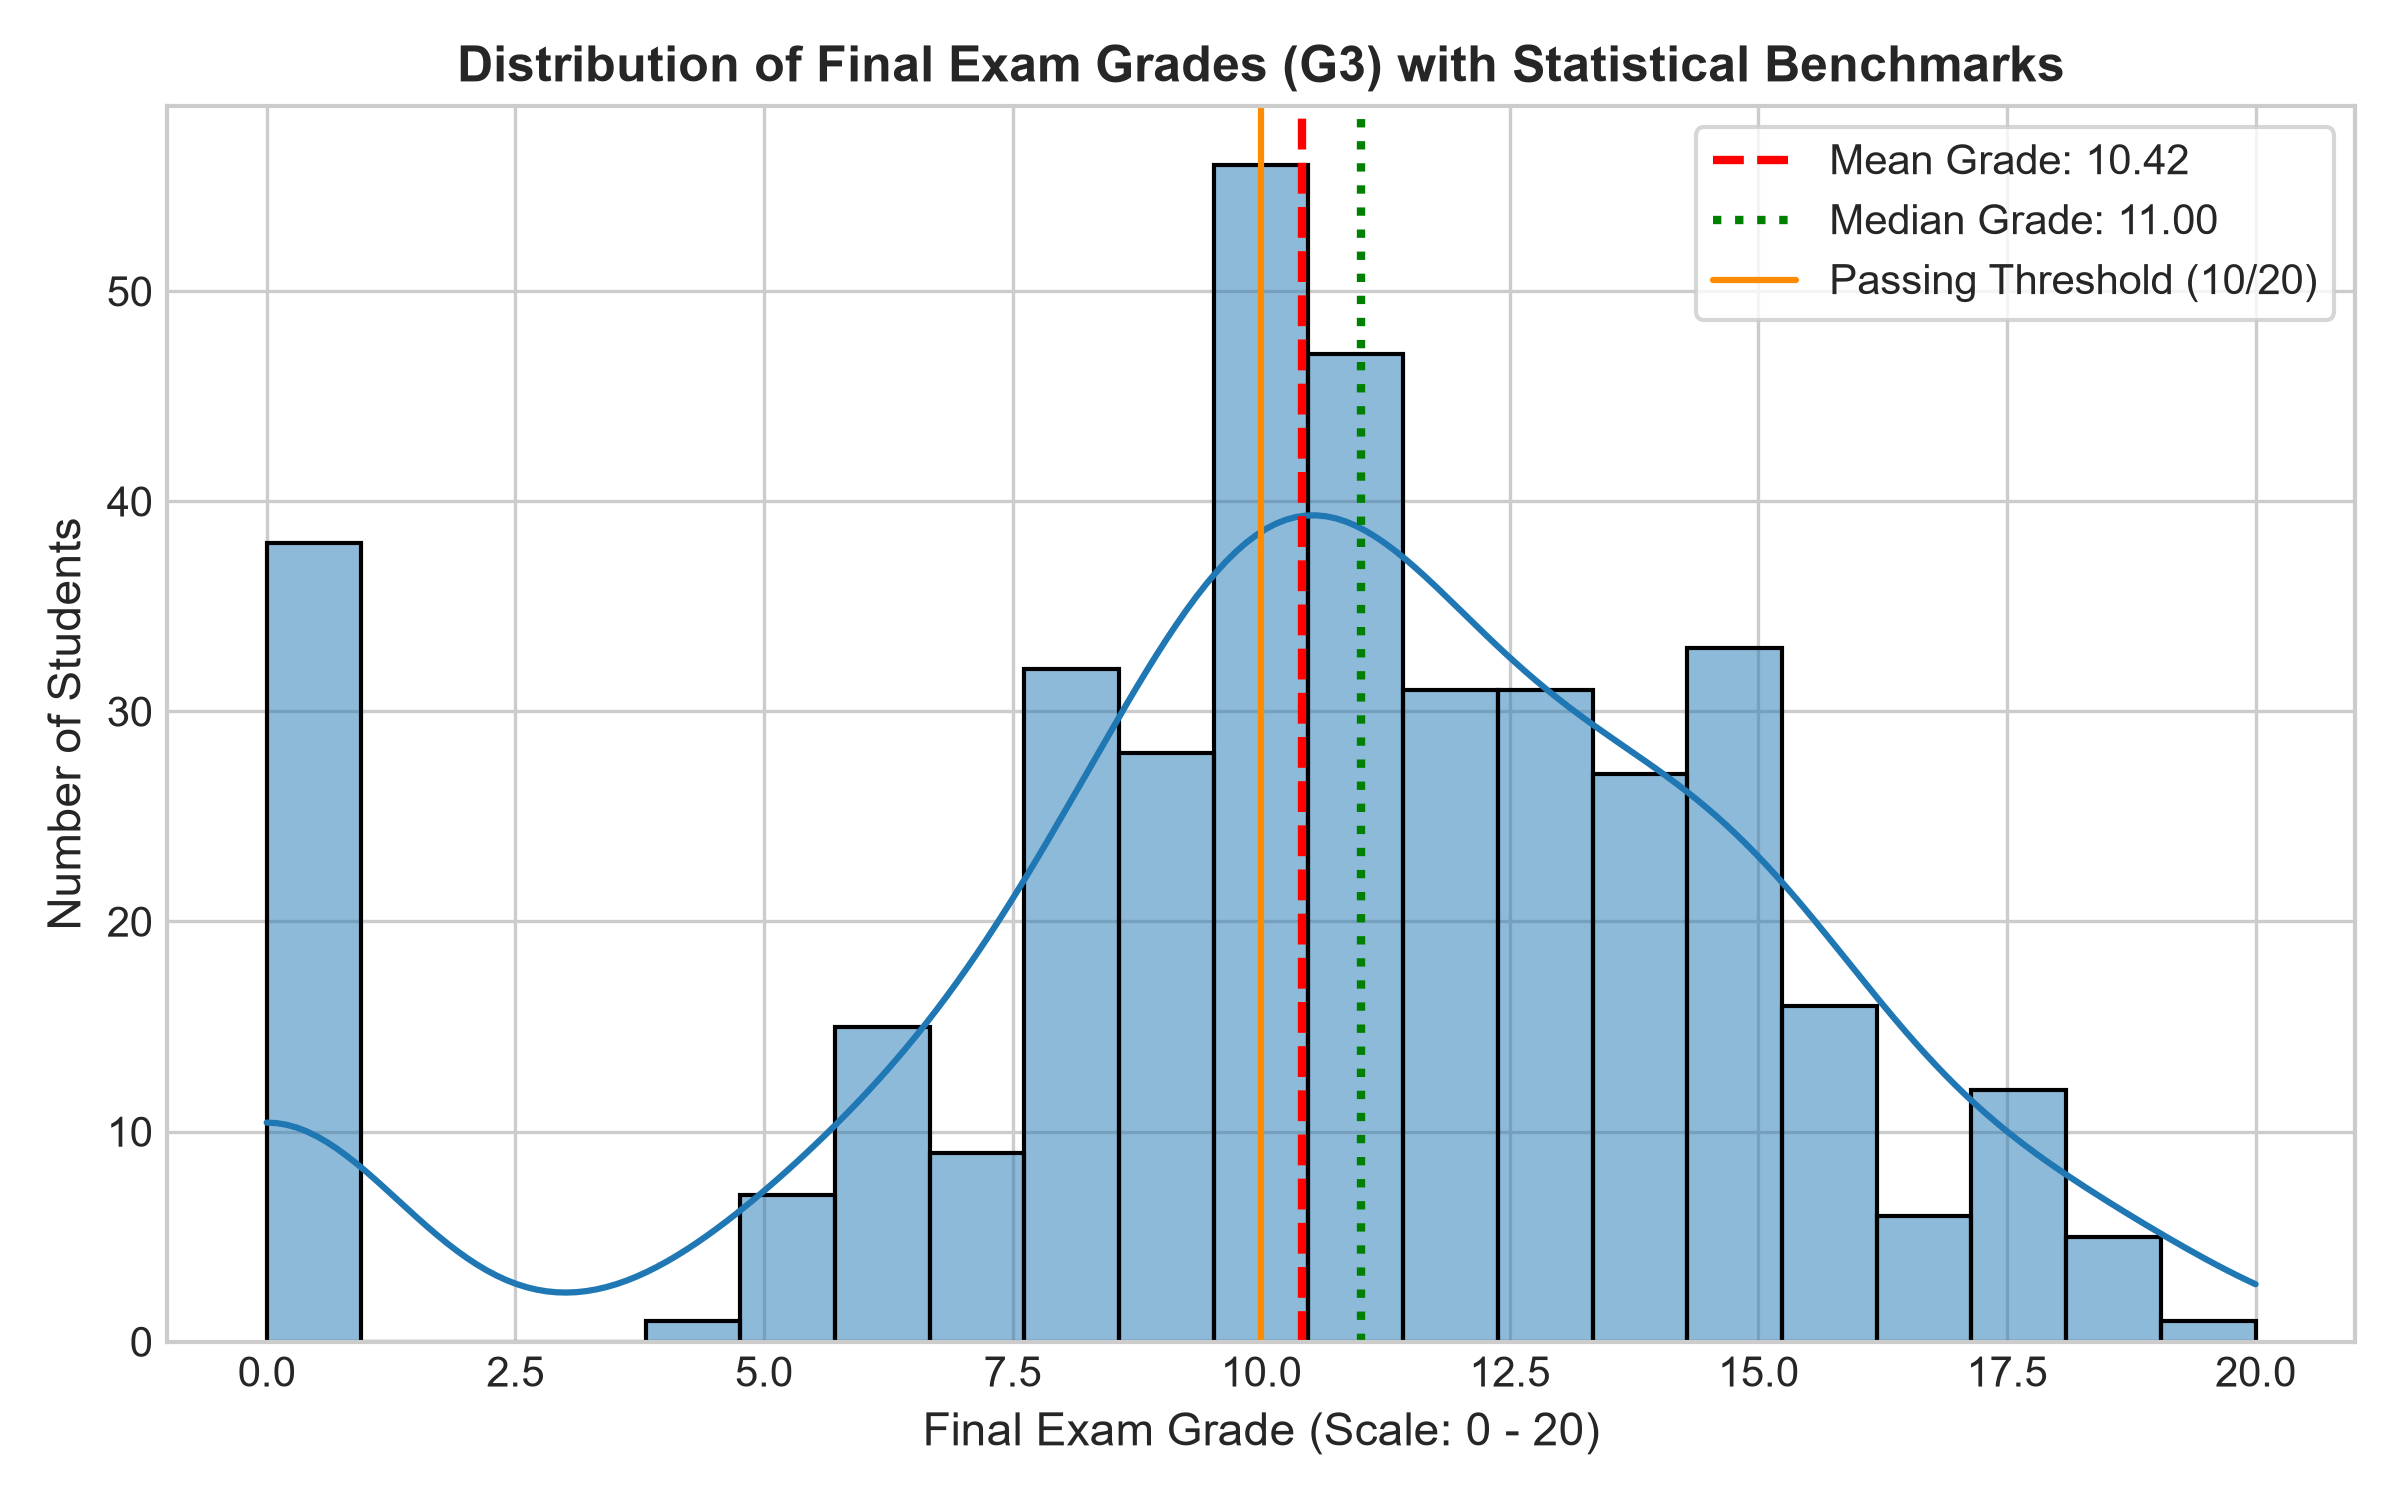 Distribution of Final Exam Grades (G3) with Statistical Benchmarks
Mean Grade: 10.42
Median Grade: 11.00
Passing Threshold (10/20)
Number of Students
50
40
30
20
10
0
0.0 2.5 5.0 7.5 10.0 12.5 15.0 17.5 20.0
Final Exam Grade (Scale: 0 - 20)